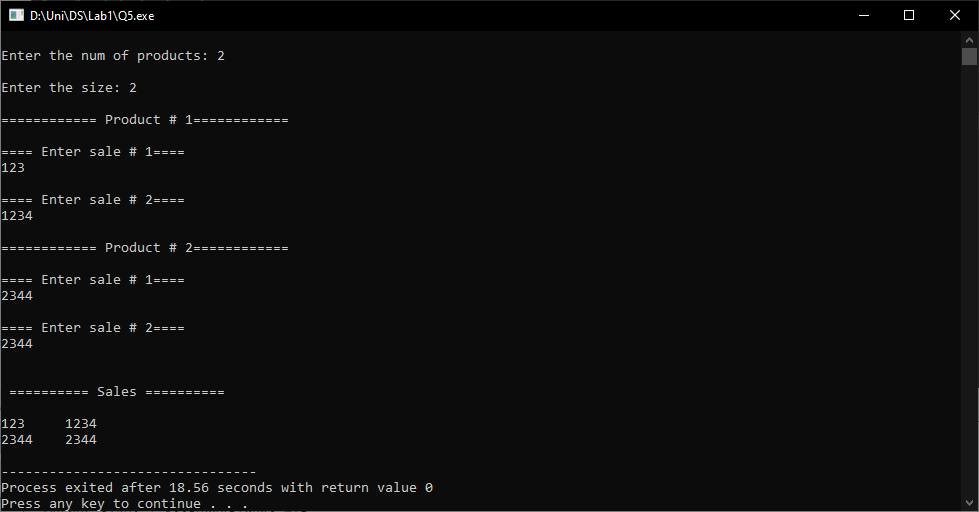 D:\Uni\DS\Lab1\Q5.exe
Enter the num of products: 2
Enter the size: 2
============ Product # 1============
==== Enter sale # 1====
123
==== Enter sale # 2====
1234
============ Product # 2============
==== Enter sale # 1====
2344
==== Enter sale # 2====
2344
========== Sales ==========
123     1234
2344    2344
--------------------------------
Process exited after 18.56 seconds with return value 0
Press any key to continue . . .